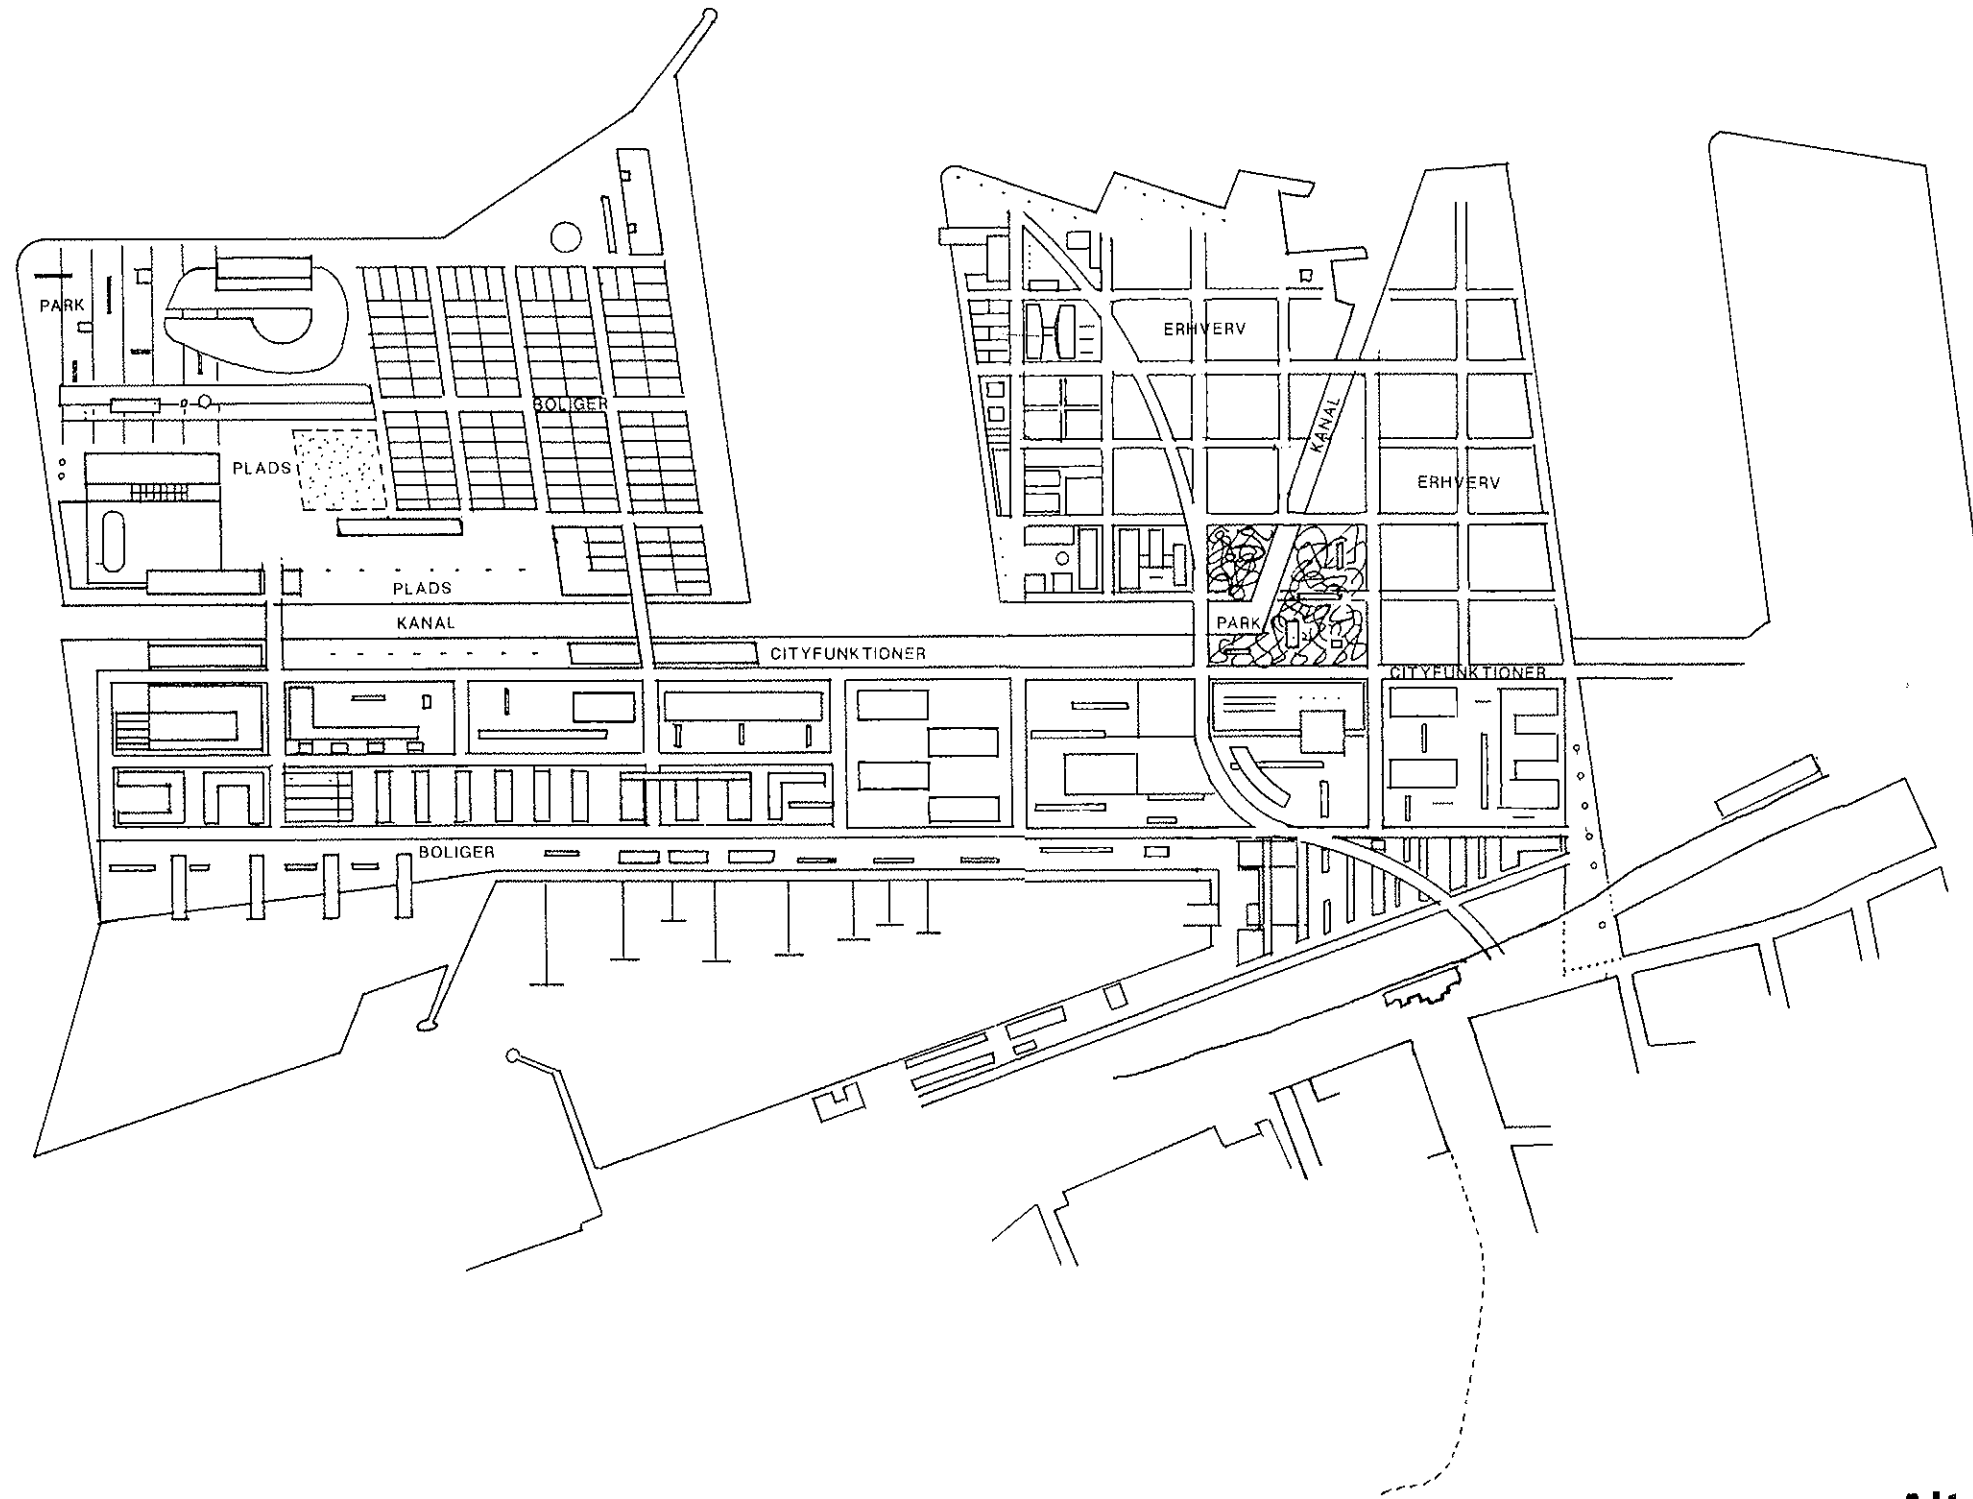 PARK
ERHVERV
BOLIGER
KANAL
PLADS
ERHVERV
PLADS
KANAL
PARK
CITYFUNKTIONER
CITYFUNKTIONER
BOLIGER